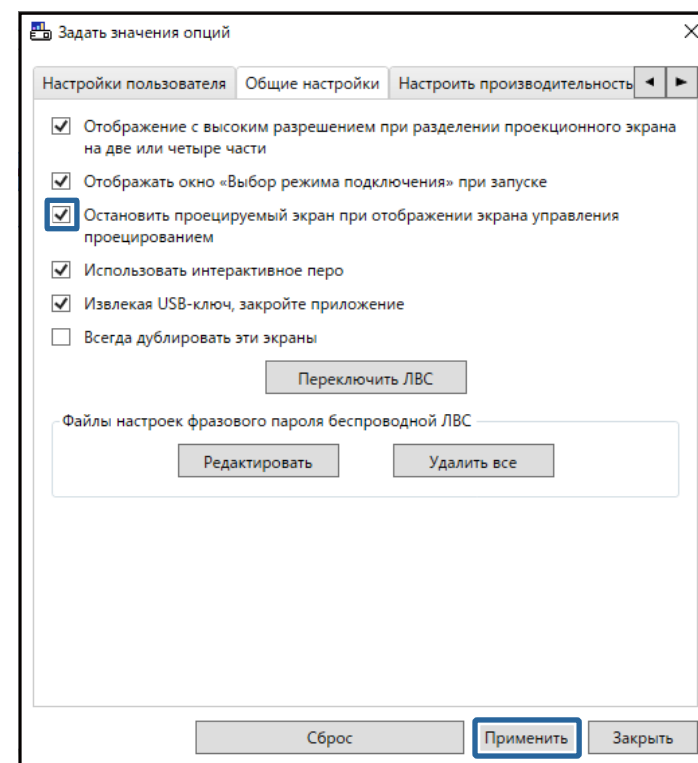 Задать значения опций
Настройки пользователя Общие настройки Настроить производительность
Отображение с высоким разрешением при разделении проекционного экрана
на две или четыре части
Отображать окно «Выбор режима подключения» при запуске
Остановить проецируемый экран при отображении экрана управления
проецированием
Использовать интерактивное перо
Извлекая USB-ключ, закройте приложение
Всегда дублировать эти экраны
Переключить ЛВС
Файлы настроек фразового пароля беспроводной ЛВС
Редактировать Удалить все
Сброс Применить Закрыть